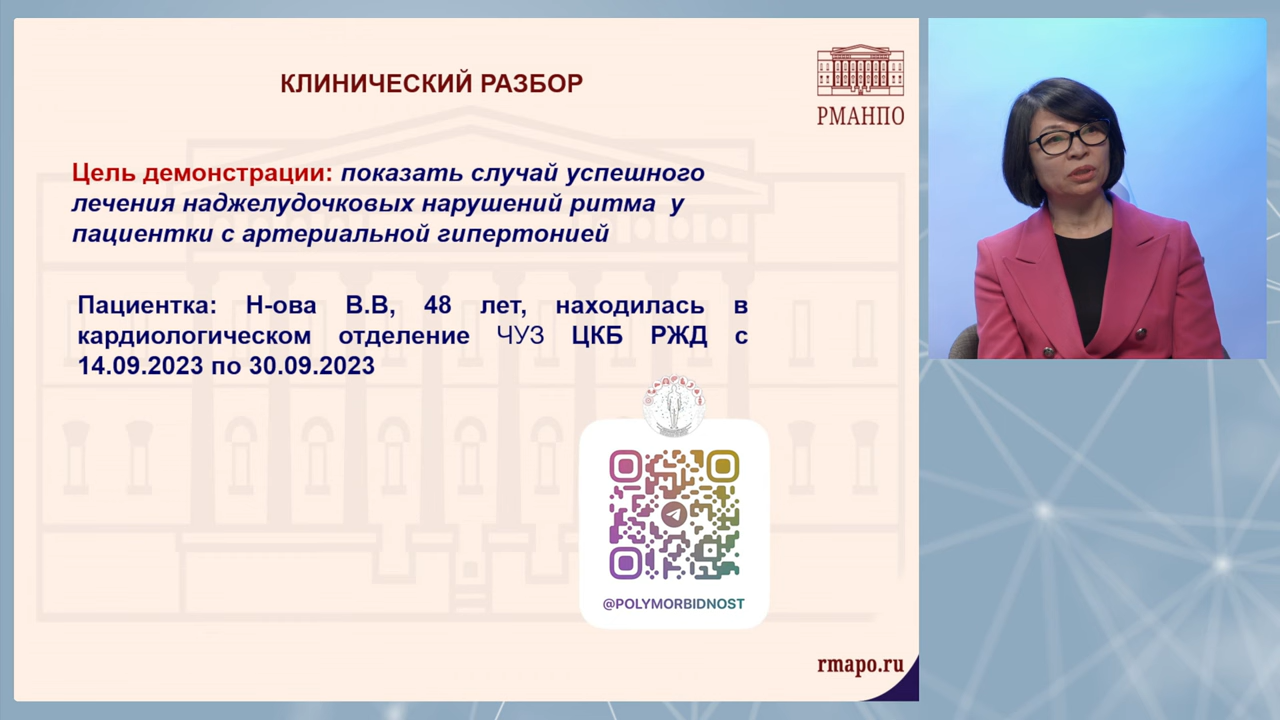 КЛИНИЧЕСКИЙ РАЗБОР
РМАНПО
Цель демонстрации: показать случай успешного
лечения наджелудочковых нарушений ритма у
пациентки с артериальной гипертонией
Пациентка: Н-ова В.В, 48 лет, находилась в
кардиологическом отделение ЧУЗ ЦКБ РЖД с
14.09.2023 по 30.09.2023
@POLYMORBIDNOST
rmapo.ru